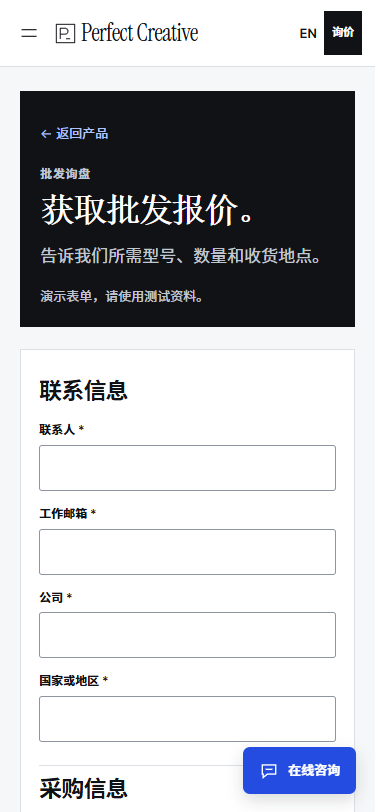 Perfect Creative
EN
询价
← 返回产品
批发询盘
获取批发报价。
告诉我们所需型号、数量和收货地点。
演示表单，请使用测试资料。
联系信息
联系人 *
工作邮箱 *
公司 *
国家或地区 *
在线咨询
采购信息